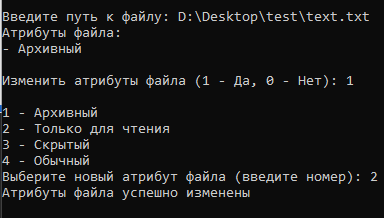 Введите путь к файлу: D:\Desktop\test\text.txt
Атрибуты файла:
- Архивный
Изменить атрибуты файла (1 - Да, 0 - Нет): 1
1 - Архивный
2 - Только для чтения
3 - Скрытый
4 - Обычный
Выберите новый атрибут файла (введите номер): 2
Атрибуты файла успешно изменены